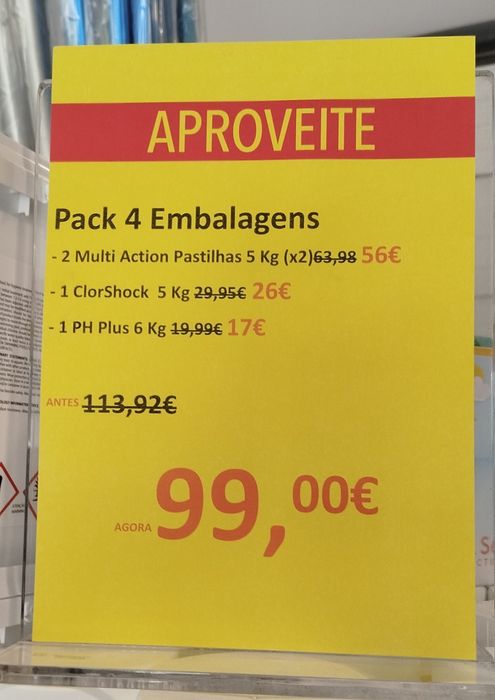 APROVEITE
Pack 4 Embalagens
- 2 Multi Action Pastilhas 5 Kg (x2)63,98 56€
- 1 ClorShock 5 Kg 29,95€ 26€
- 1 PH Plus 6 Kg 19,99€ 17€
ANTES 113,92€
AGORA 99,00€